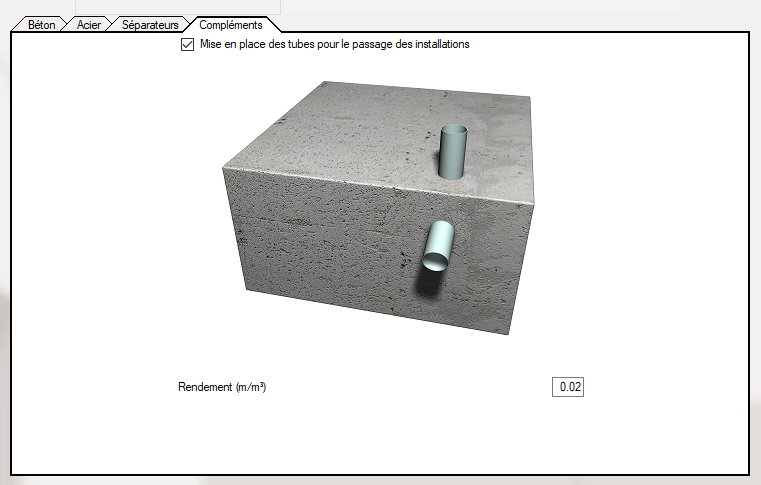 Béton Acier Séparateurs Compléments
Mise en place des tubes pour le passage des installations
Rendement (m/m³) 0.02